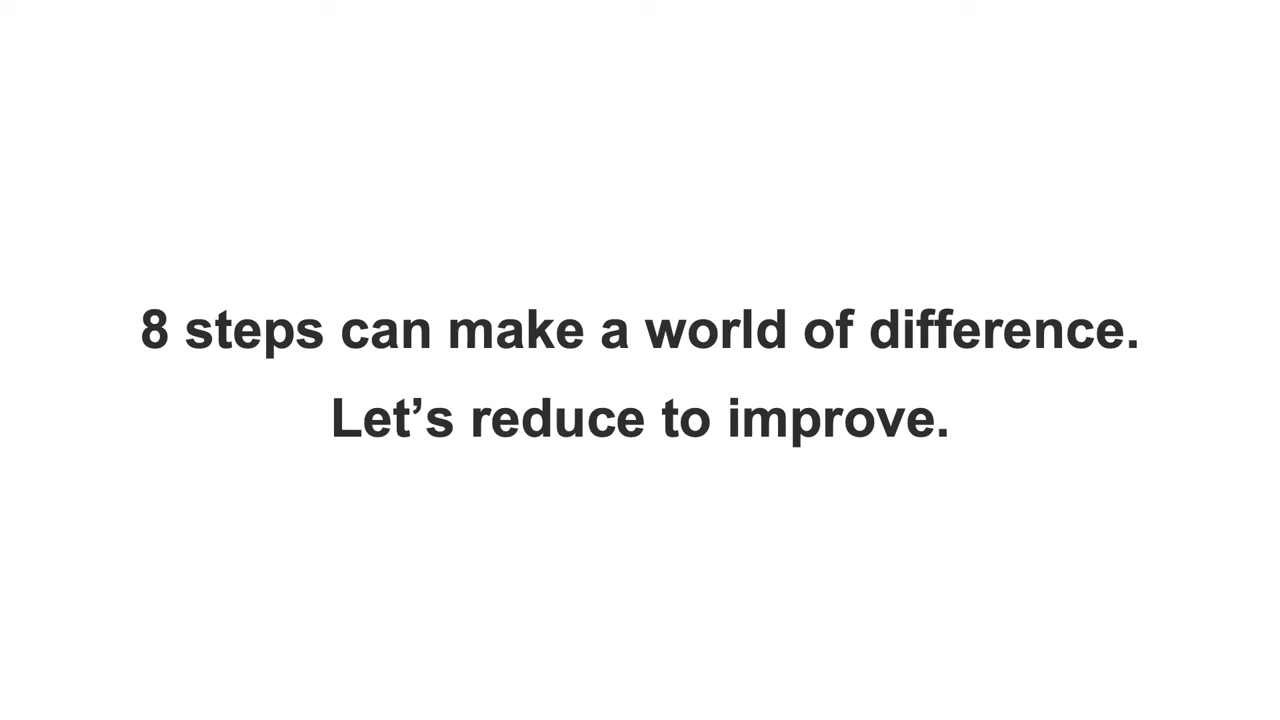 8 steps can make a world of difference.
Let’s reduce to improve.